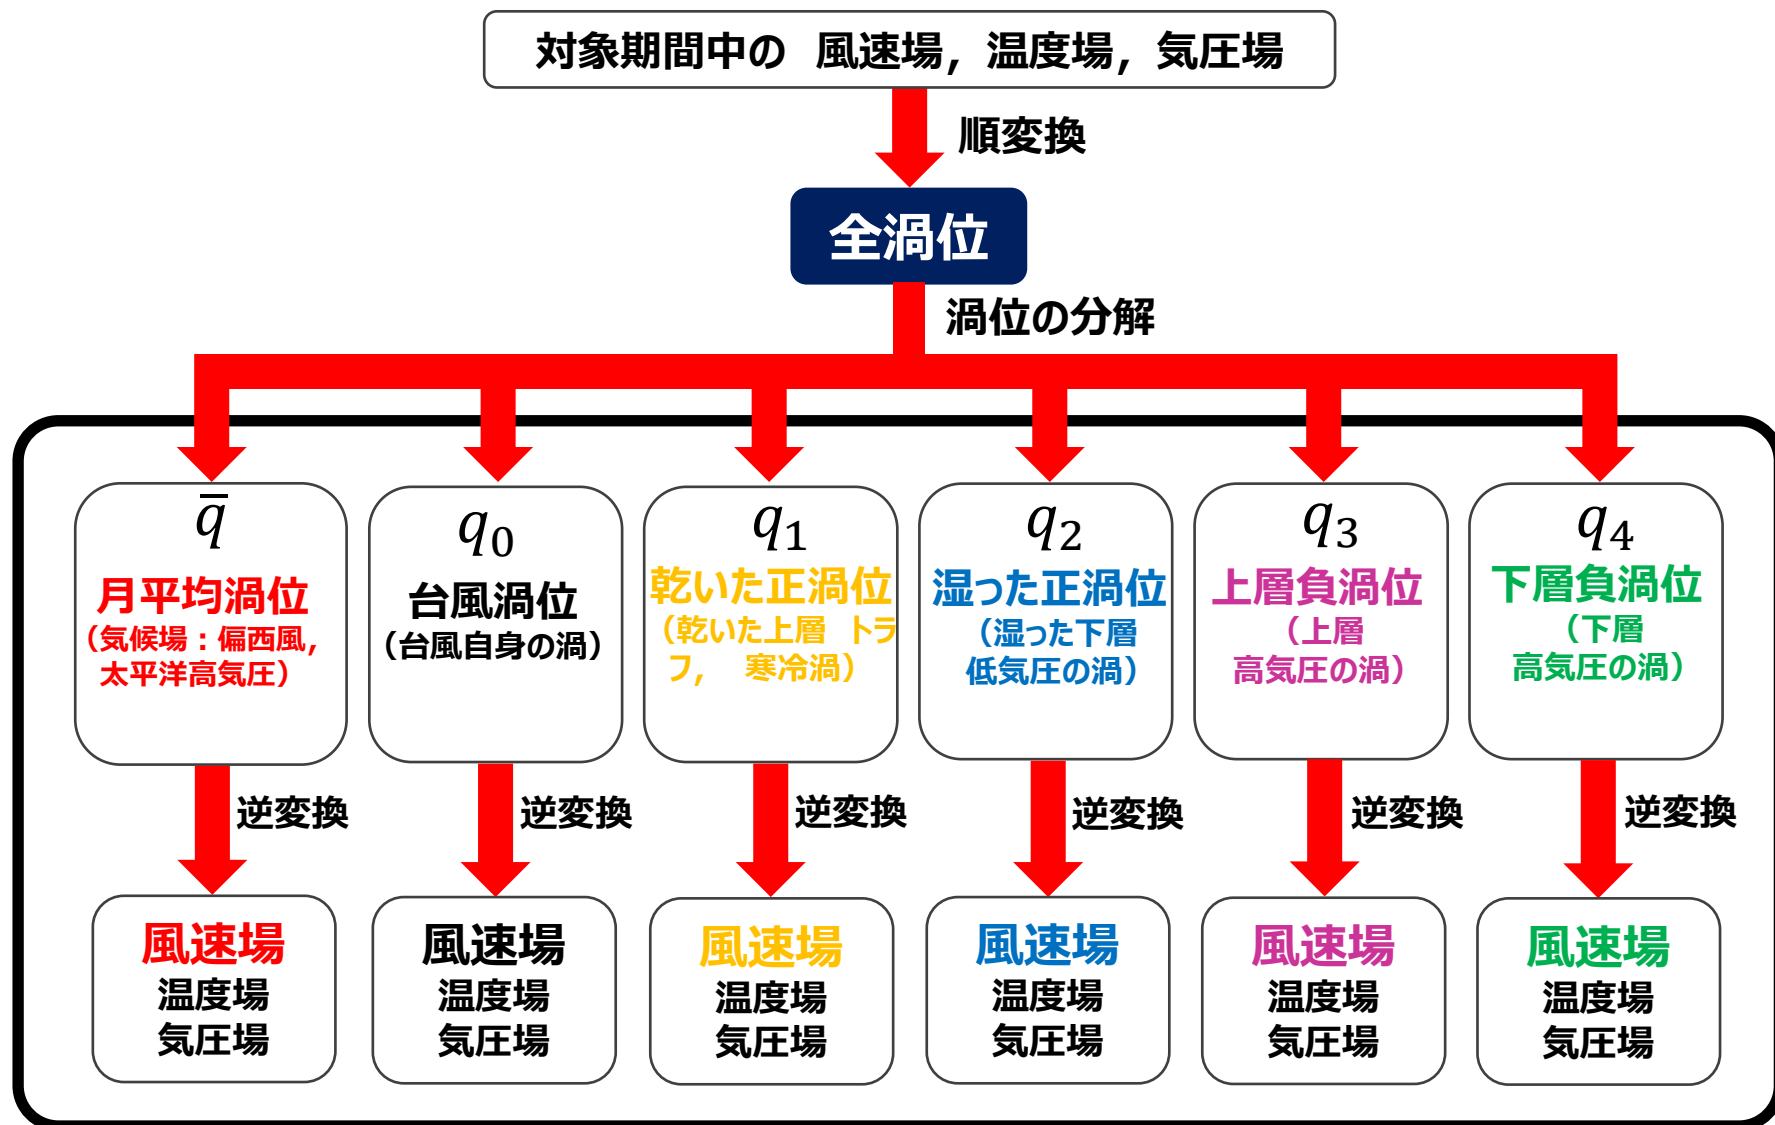 対象期間中の 風速場, 温度場, 気圧場
順変換
全渦位
渦位の分解
q̅
月平均渦位
（気候場：偏西風,
太平洋高気圧）
q₀
台風渦位
（台風自身の渦）
q₁
乾いた正渦位
（乾いた上層 トラ
フ, 寒冷渦）
q₂
湿った正渦位
（湿った下層
低気圧の渦）
q₃
上層負渦位
（上層
高気圧の渦）
q₄
下層負渦位
（下層
高気圧の渦）
逆変換
逆変換
逆変換
逆変換
逆変換
逆変換
風速場
温度場
気圧場
風速場
温度場
気圧場
風速場
温度場
気圧場
風速場
温度場
気圧場
風速場
温度場
気圧場
風速場
温度場
気圧場